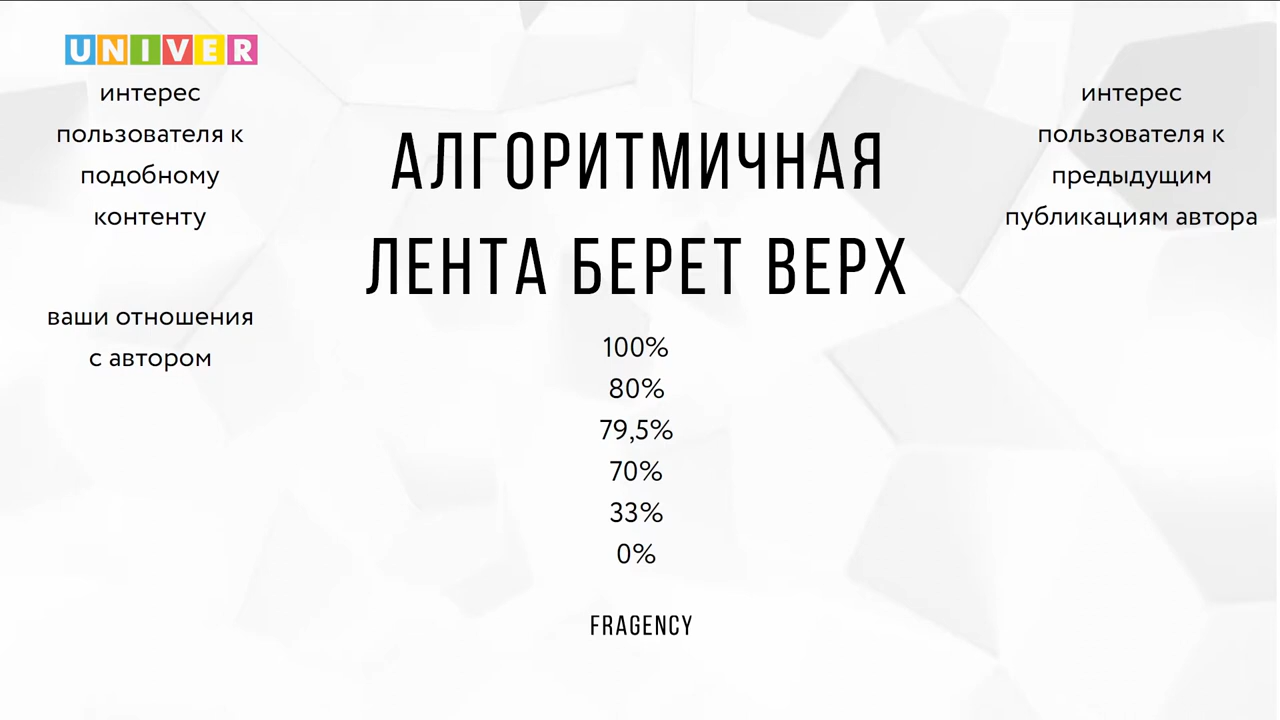 UNIVER
интерес
пользователя к
подобному
контенту
ваши отношения
с автором
АЛГОРИТМИЧНАЯ
ЛЕНТА БЕРЕТ ВЕРХ
100%
80%
79,5%
70%
33%
0%
FRAGENCY
интерес
пользователя к
предыдущим
публикациям автора